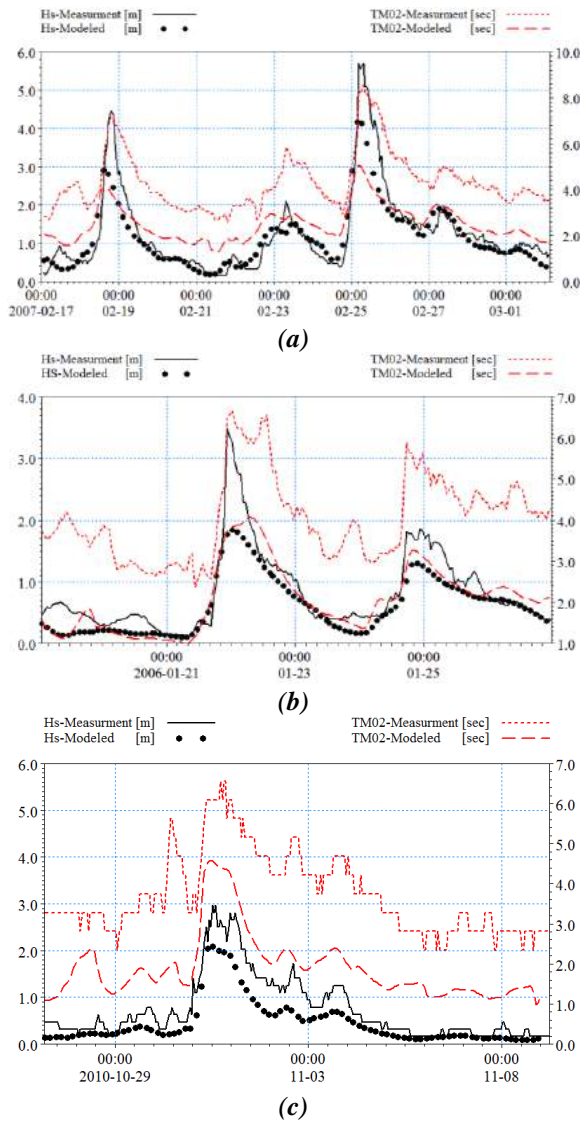 Hs-Measurment [m] TM02-Measurment [sec]
Hs-Modeled [m] TM02-Modeled [sec]
6.0 10.0
5.0 8.0
4.0
3.0 6.0
2.0 4.0
1.0 2.0
0.0 0.0
00:00 00:00 00:00 00:00 00:00 00:00 00:00
2007-02-17 02-19 02-21 02-23 02-25 02-27 03-01
(a)
Hs-Measurment [m] TM02-Measurment [sec]
HS-Modeled [m] TM02-Modeled [sec]
4.0 7.0
6.0
3.0 5.0
2.0 4.0
3.0
1.0 2.0
0.0 1.0
00:00 00:00 00:00
2006-01-21 01-23 01-25
(b)
Hs-Measurment [m] TM02-Measurment [sec]
Hs-Modeled [m] TM02-Modeled [sec]
6.0 7.0
5.0 6.0
4.0 5.0
3.0 4.0
3.0
2.0 2.0
1.0 1.0
0.0 0.0
00:00 00:00 00:00
2010-10-29 11-03 11-08
(c)